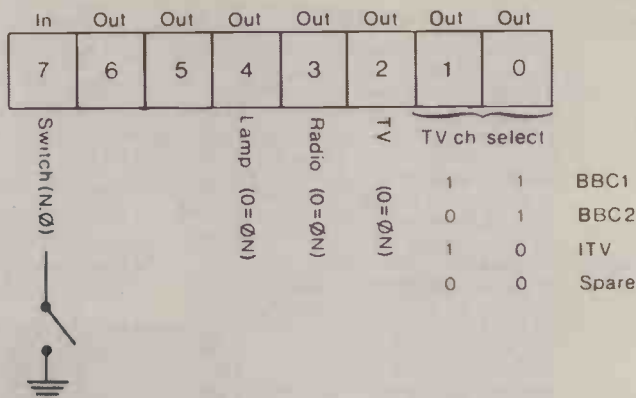 In Out Out Out Out Out Out Out
7 6 5 4 3 2 1 0
Switch (N.Ø)
Lamp (0=ØN)
Radio (0=ØN)
TV (0=ØN)
TV ch select
1 1 BBC1
0 1 BBC2
1 0 ITV
0 0 Spare